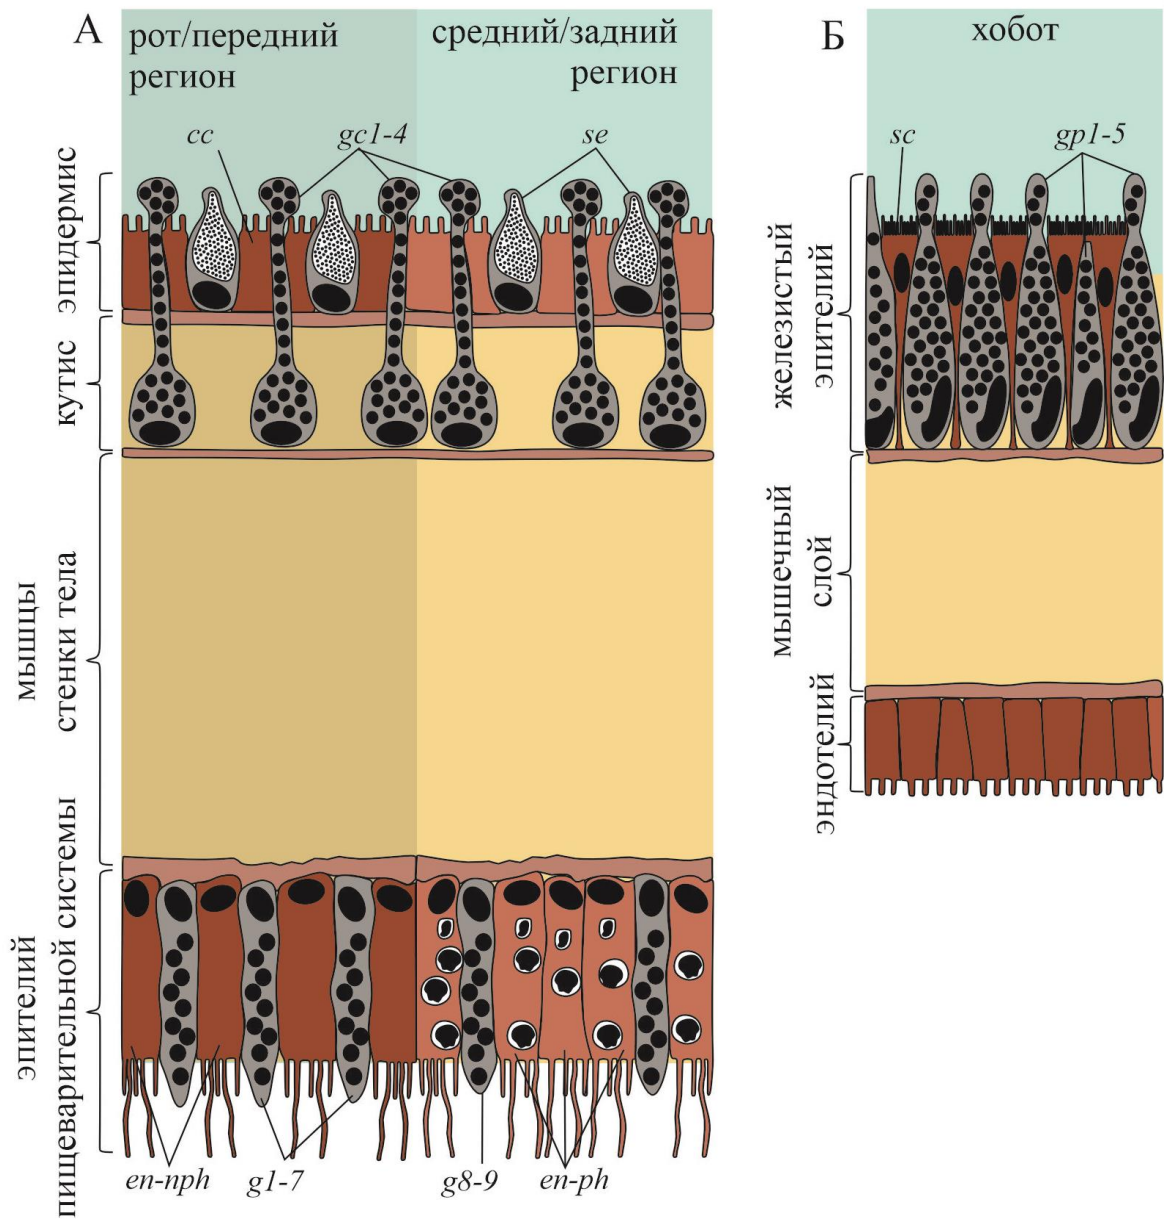 А
рот/передний
регион
средний/задний
регион
cc
gc1-4
se
эпидермис
кутис
мышцы
стенки тела
эпителий
пищеварительной системы
en-nph
g1-7
g8-9
en-ph
Б
хобот
sc
gp1-5
железистый
эпителий
мышечный
слой
эндотелий